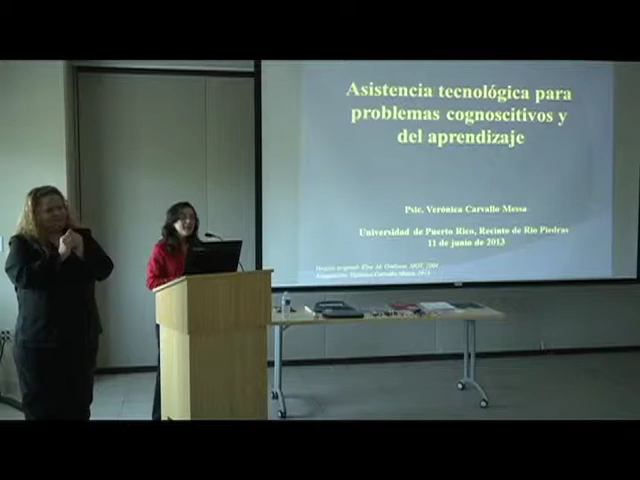 Asistencia tecnológica para
problemas cognoscitivos y
del aprendizaje
Psic. Verónica Carvallo Messa
Universidad de Puerto Rico, Recinto de Río Piedras
11 de junio de 2013